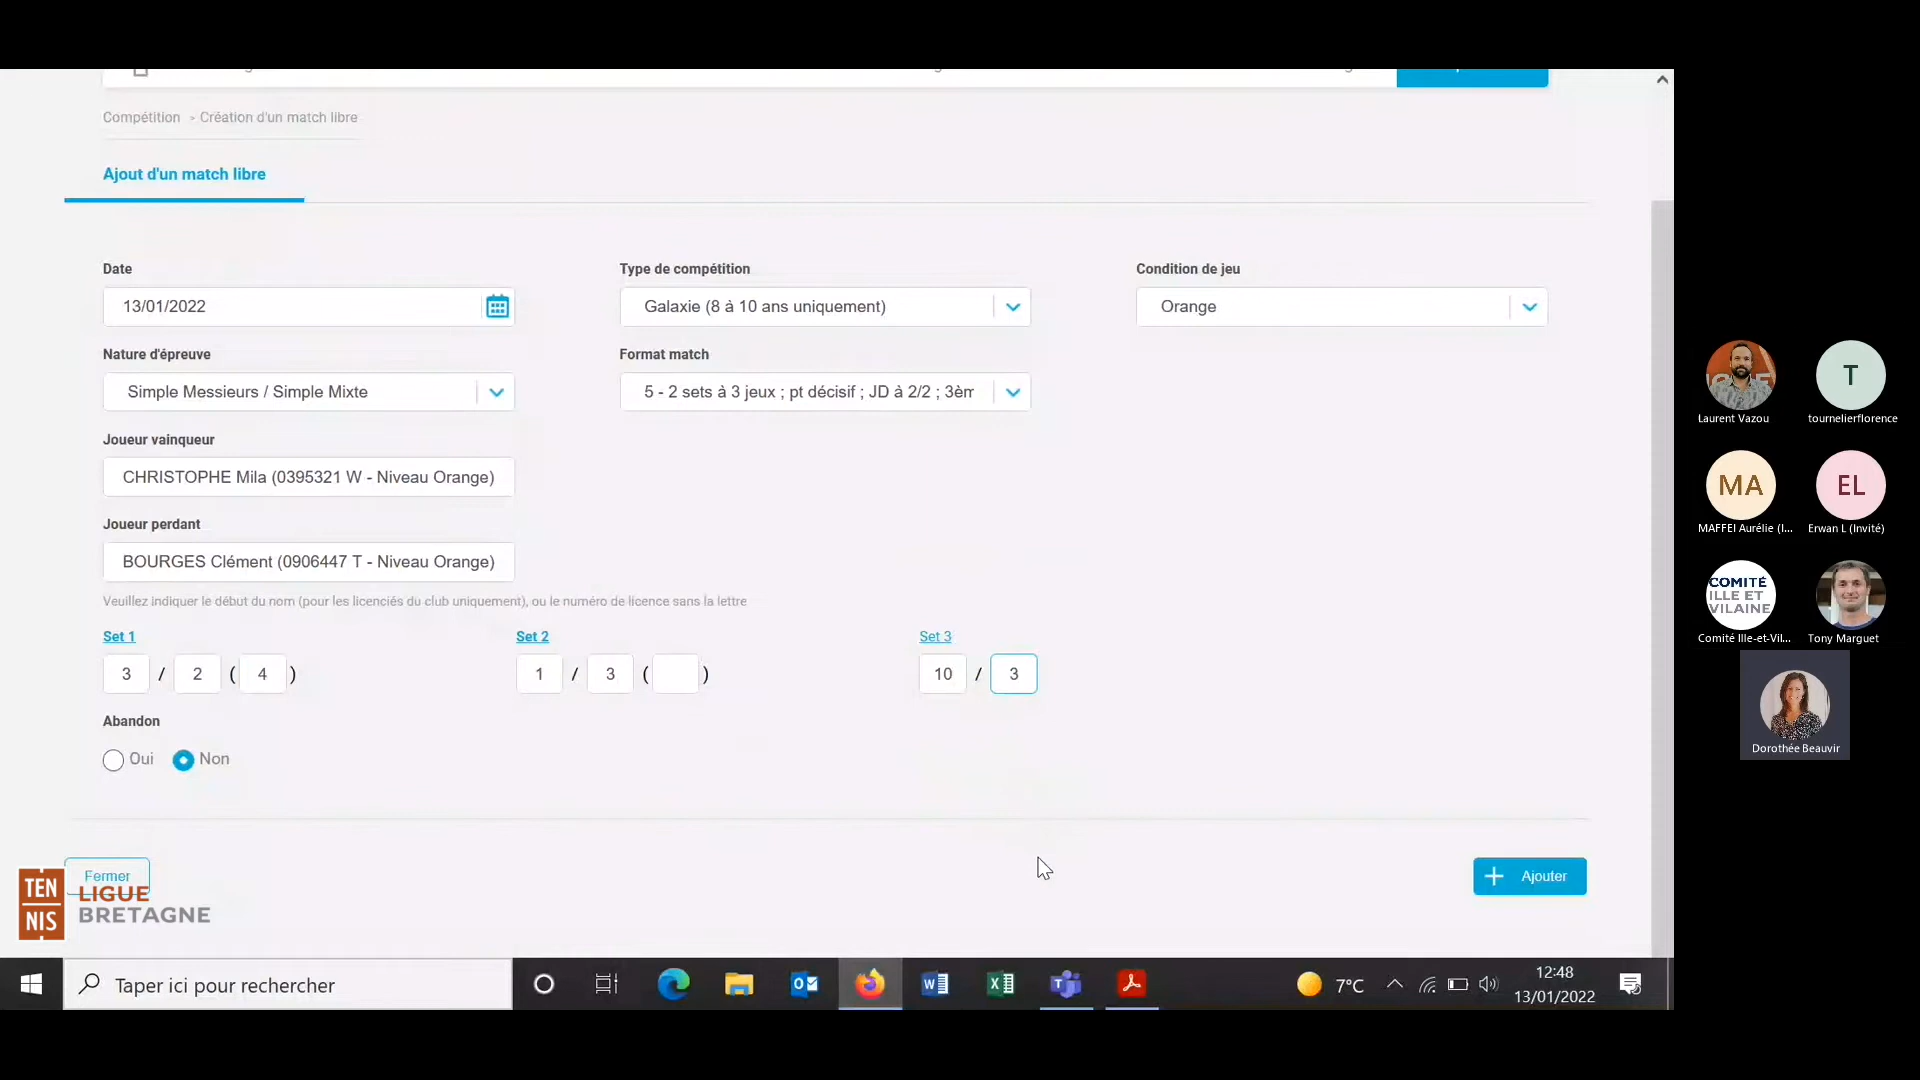 Compétition > Création d'un match libre
Ajout d'un match libre
Date
Type de compétition
Condition de jeu
13/01/2022
Galaxie (8 à 10 ans uniquement)
Orange
Nature d'épreuve
Format match
Simple Messieurs / Simple Mixte
5 - 2 sets à 3 jeux ; pt décisif ; JD à 2/2 ; 3èm
Joueur vainqueur
CHRISTOPHE Mila (0395321 W - Niveau Orange)
Joueur perdant
BOURGES Clément (0906447 T - Niveau Orange)
Veuillez indiquer le début du nom (pour les licenciés du club uniquement), ou le numéro de licence sans la lettre
Set 1
Set 2
Set 3
3 / 2 ( 4 )
1 / 3 ( )
10 / 3
Abandon
Oui
Non
Fermer
Ajouter
TEN
NIS
LIGUE
BRETAGNE
Taper ici pour rechercher
7°C
12:48
13/01/2022
Laurent Vazou
T
tournelierflorence
MA
MAFFEI Aurélie (I...
EL
Erwan L (Invité)
COMITÉ
ILLE ET
VILAINE
Comité Ille-et-Vil...
Tony Marguet
Dorothée Beauvir